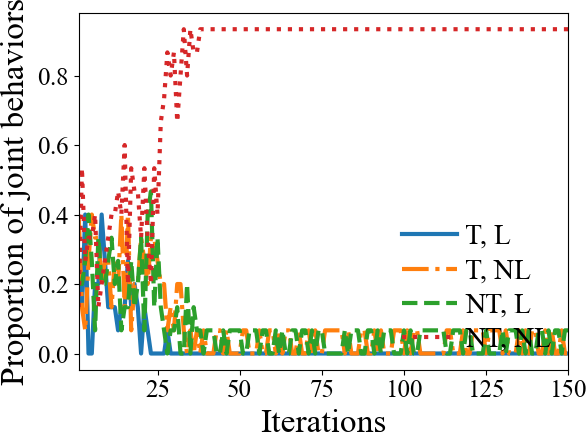 Proportion of joint behaviors
0.8
0.6
0.4
0.2
0.0
T, L
T, NL
NT, L
NT, NL
25
50
75
100
125
150
Iterations